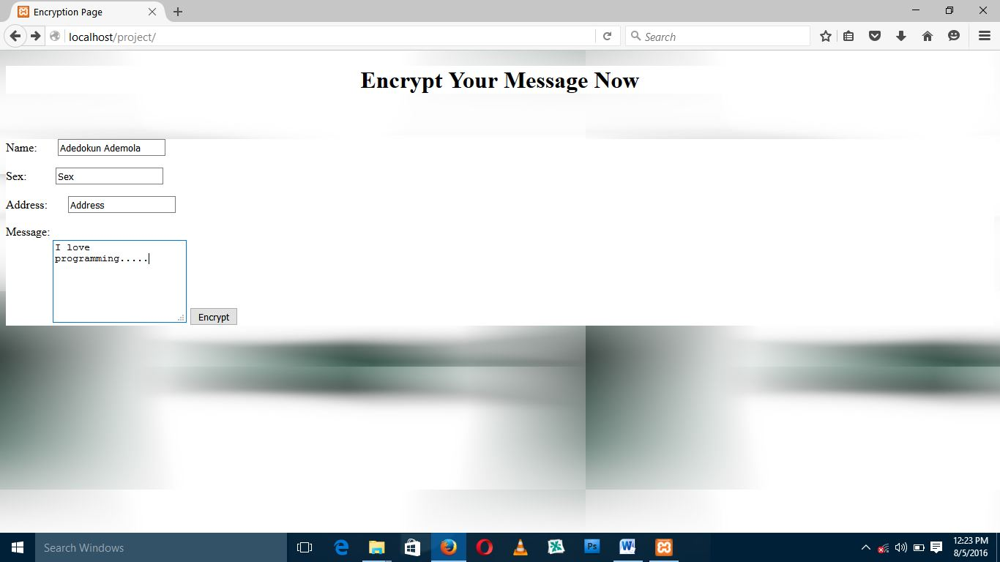 Encryption Page
localhost/project/
Search
Encrypt Your Message Now
Name: Adedokun Ademola
Sex: Sex
Address: Address
Message:
I love
programming.....
Encrypt
Search Windows
Ps
W
12:23 PM
8/5/2016